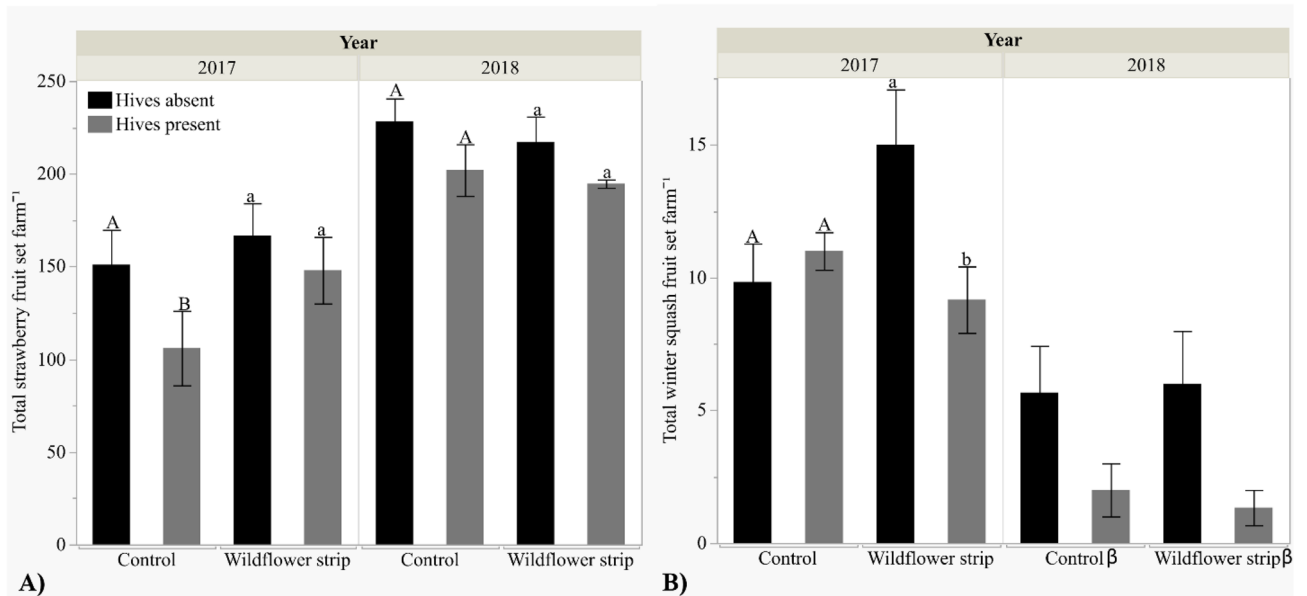 Year
2017 2018
Total strawberry fruit set farm⁻¹
250
200
150
100
50
0
Hives absent
Hives present
A
B
a
a
A
A
a
a
Control Wildflower strip Control Wildflower strip
A)
Year
2017 2018
Total winter squash fruit set farm⁻¹
15
10
5
0
A
A
a
b
Control Wildflower strip Control β Wildflower stripβ
B)